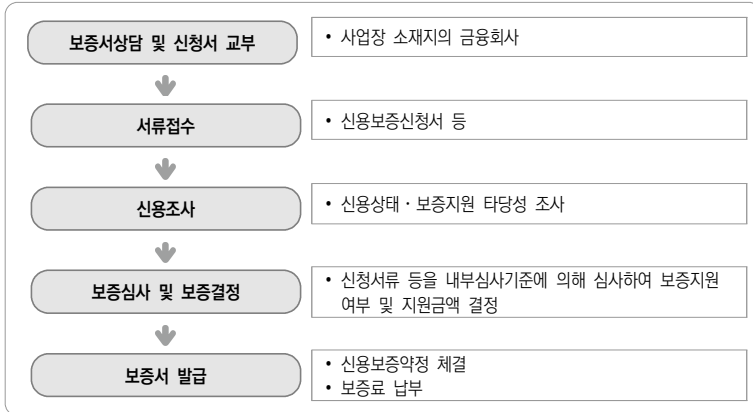 보증서상담 및 신청서 교부
• 사업장 소재지의 금융회사
서류접수
• 신용보증신청서 등
신용조사
• 신용상태・보증지원 타당성 조사
보증심사 및 보증결정
• 신청서류 등을 내부심사기준에 의해 심사하여 보증지원
여부 및 지원금액 결정
보증서 발급
• 신용보증약정 체결
• 보증료 납부